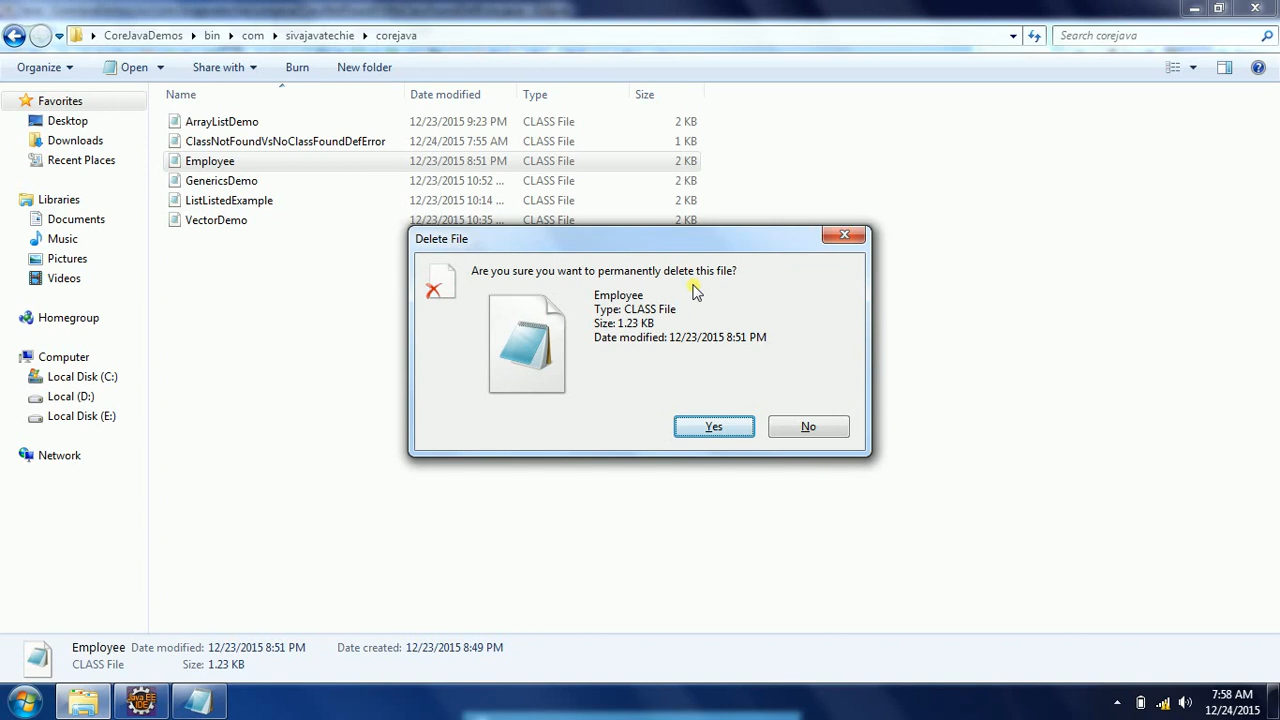 CoreJavaDemos bin com sivajavatechie corejava Search corejava
Organize Open Share with Burn New folder
Name Date modified Type Size
Favorites
Desktop
Downloads
Recent Places
Libraries
Documents
Music
Pictures
Videos
Homegroup
Computer
Local Disk (C:)
Local (D:)
Local Disk (E:)
Network
ArrayListDemo 12/23/2015 9:23 PM CLASS File 2 KB
ClassNotFoundVsNoClassFoundDefError 12/24/2015 7:55 AM CLASS File 1 KB
Employee 12/23/2015 8:51 PM CLASS File 2 KB
GenericsDemo 12/23/2015 10:52 ... CLASS File 2 KB
ListListedExample 12/23/2015 10:14 ... CLASS File 2 KB
VectorDemo 12/23/2015 10:35 ... CLASS File 2 KB
Delete File
Are you sure you want to permanently delete this file?
Employee
Type: CLASS File
Size: 1.23 KB
Date modified: 12/23/2015 8:51 PM
Yes No
Employee Date modified: 12/23/2015 8:51 PM Date created: 12/23/2015 8:49 PM
CLASS File Size: 1.23 KB
Java EE
IDE
7:58 AM
12/24/2015